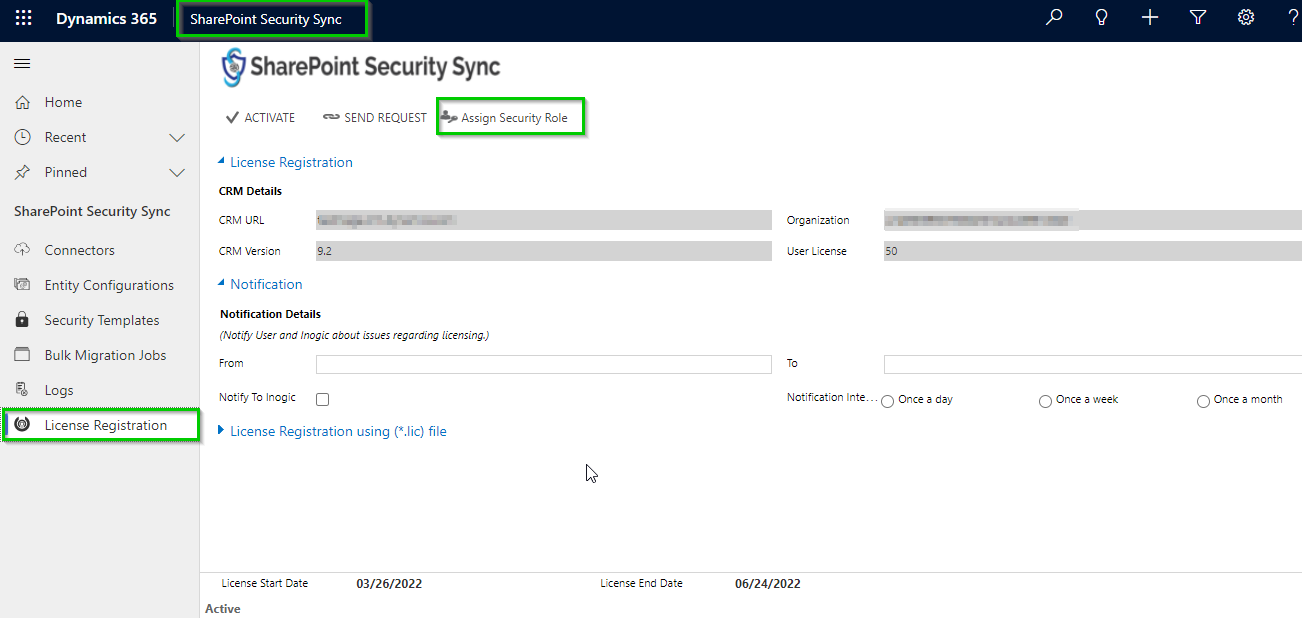 Dynamics 365 SharePoint Security Sync ?
SharePoint Security Sync
Home
Recent
Pinned
SharePoint Security Sync
Connectors
Entity Configurations
Security Templates
Bulk Migration Jobs
Logs
License Registration
ACTIVATE SEND REQUEST Assign Security Role
License Registration
CRM Details
CRM URL Organization
CRM Version 9.2 User License 50
Notification
Notification Details
(Notify User and Inogic about issues regarding licensing.)
From To
Notify To Inogic Notification Inte... Once a day Once a week Once a month
License Registration using (*.lic) file
License Start Date 03/26/2022 License End Date 06/24/2022
Active